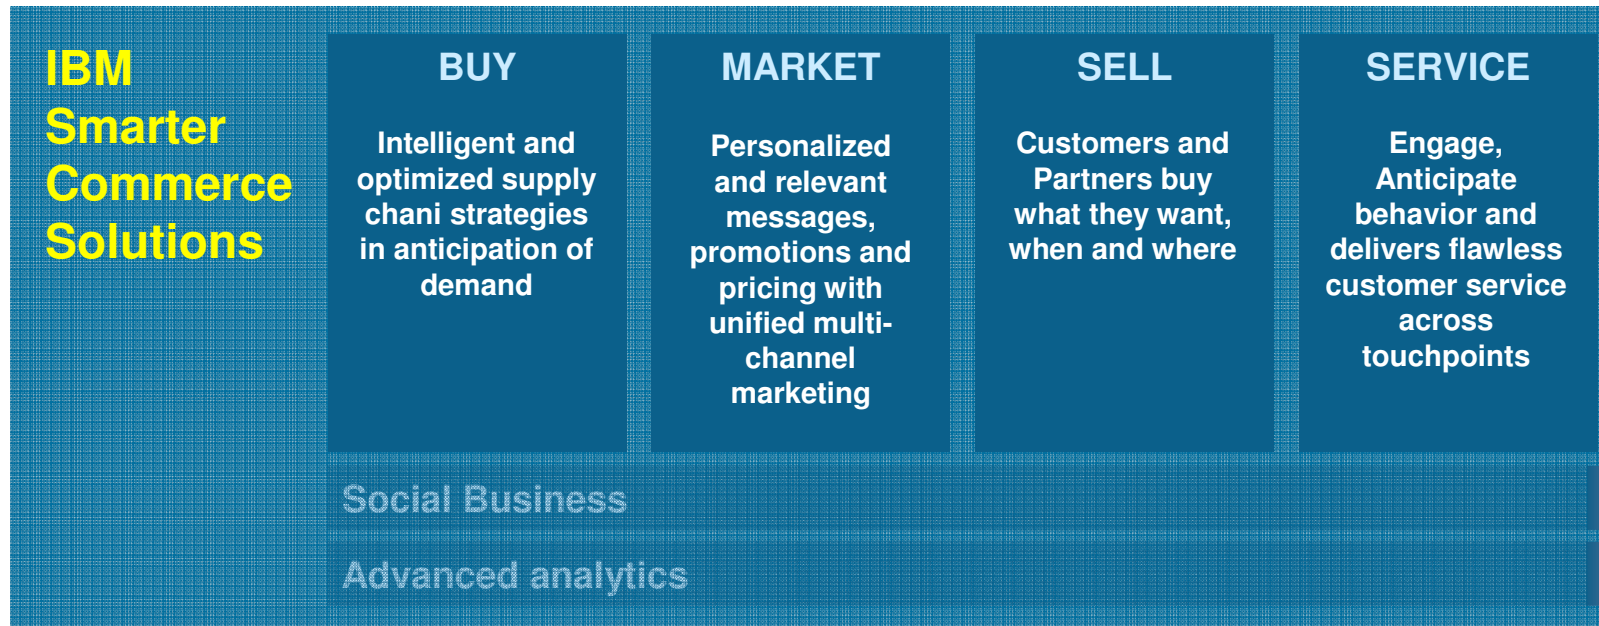 IBM
Smarter
Commerce
Solutions
BUY
Intelligent and
optimized supply
chani strategies
in anticipation of
demand
MARKET
Personalized
and relevant
messages,
promotions and
pricing with
unified multi-
channel
marketing
SELL
Customers and
Partners buy
what they want,
when and where
SERVICE
Engage,
Anticipate
behavior and
delivers flawless
customer service
across
touchpoints
Social Business
Advanced analytics